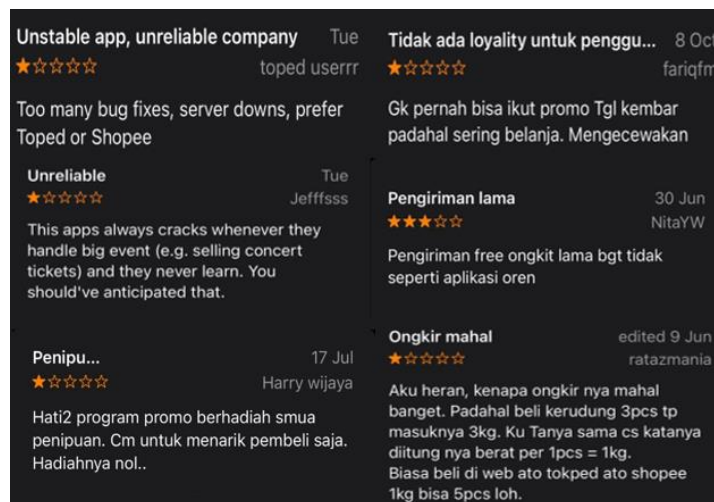 Unstable app, unreliable company Tue
toped userrr
Too many bug fixes, server downs, prefer
Toped or Shopee
Unreliable Tue
Jefffsss
This apps always cracks whenever they
handle big event (e.g. selling concert
tickets) and they never learn. You
should've anticipated that.
Penipu... 17 Jul
Harry wijaya
Hati2 program promo berhadiah smua
penipuan. Cm untuk menarik pembeli saja.
Hadiahnya nol..
Tidak ada loyality untuk penggu... 8 Oct
fariqfm
Gk pernah bisa ikut promo Tgl kembar
padahal sering belanja. Mengecewakan
Pengiriman lama 30 Jun
NitaYW
Pengiriman free ongkit lama bgt tidak
seperti aplikasi oren
Ongkir mahal edited 9 Jun
ratazmania
Aku heran, kenapa ongkir nya mahal
banget. Padahal beli kerudung 3pcs tp
masuknya 3kg. Ku Tanya sama cs katanya
diitung nya berat per 1pcs = 1kg.
Biasa beli di web ato tokped ato shopee
1kg bisa 5pcs loh.